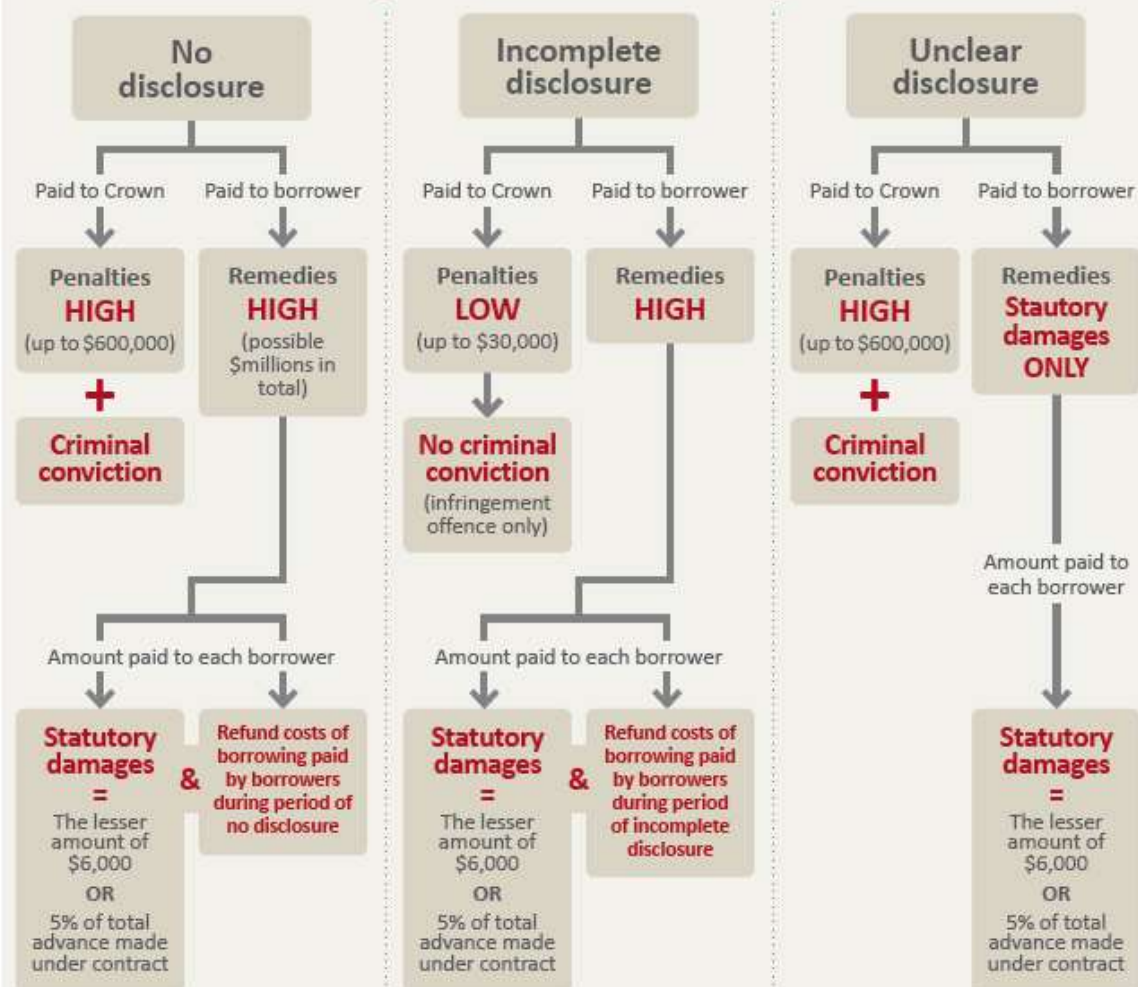 No
disclosure
Paid to Crown
Paid to borrower
Penalties
HIGH
(up to $600,000)
+
Criminal
conviction
Remedies
HIGH
(possible
$millions in
total)
Amount paid to each borrower
Statutory
damages
=
The lesser
amount of
$6,000
OR
5% of total
advance made
under contract
&
Refund costs of
borrowing paid
by borrowers
during period of
no disclosure
Incomplete
disclosure
Paid to Crown
Paid to borrower
Penalties
LOW
(up to $30,000)
No criminal
conviction
(infringement
offence only)
Remedies
HIGH
Amount paid to each borrower
Statutory
damages
=
The lesser
amount of
$6,000
OR
5% of total
advance made
under contract
&
Refund costs of
borrowing paid
by borrowers
during period
of incomplete
disclosure
Unclear
disclosure
Paid to Crown
Paid to borrower
Penalties
HIGH
(up to $600,000)
+
Criminal
conviction
Remedies
Stautory
damages
ONLY
Amount paid to
each borrower
Statutory
damages
=
The lesser
amount of
$6,000
OR
5% of total
advance made
under contract